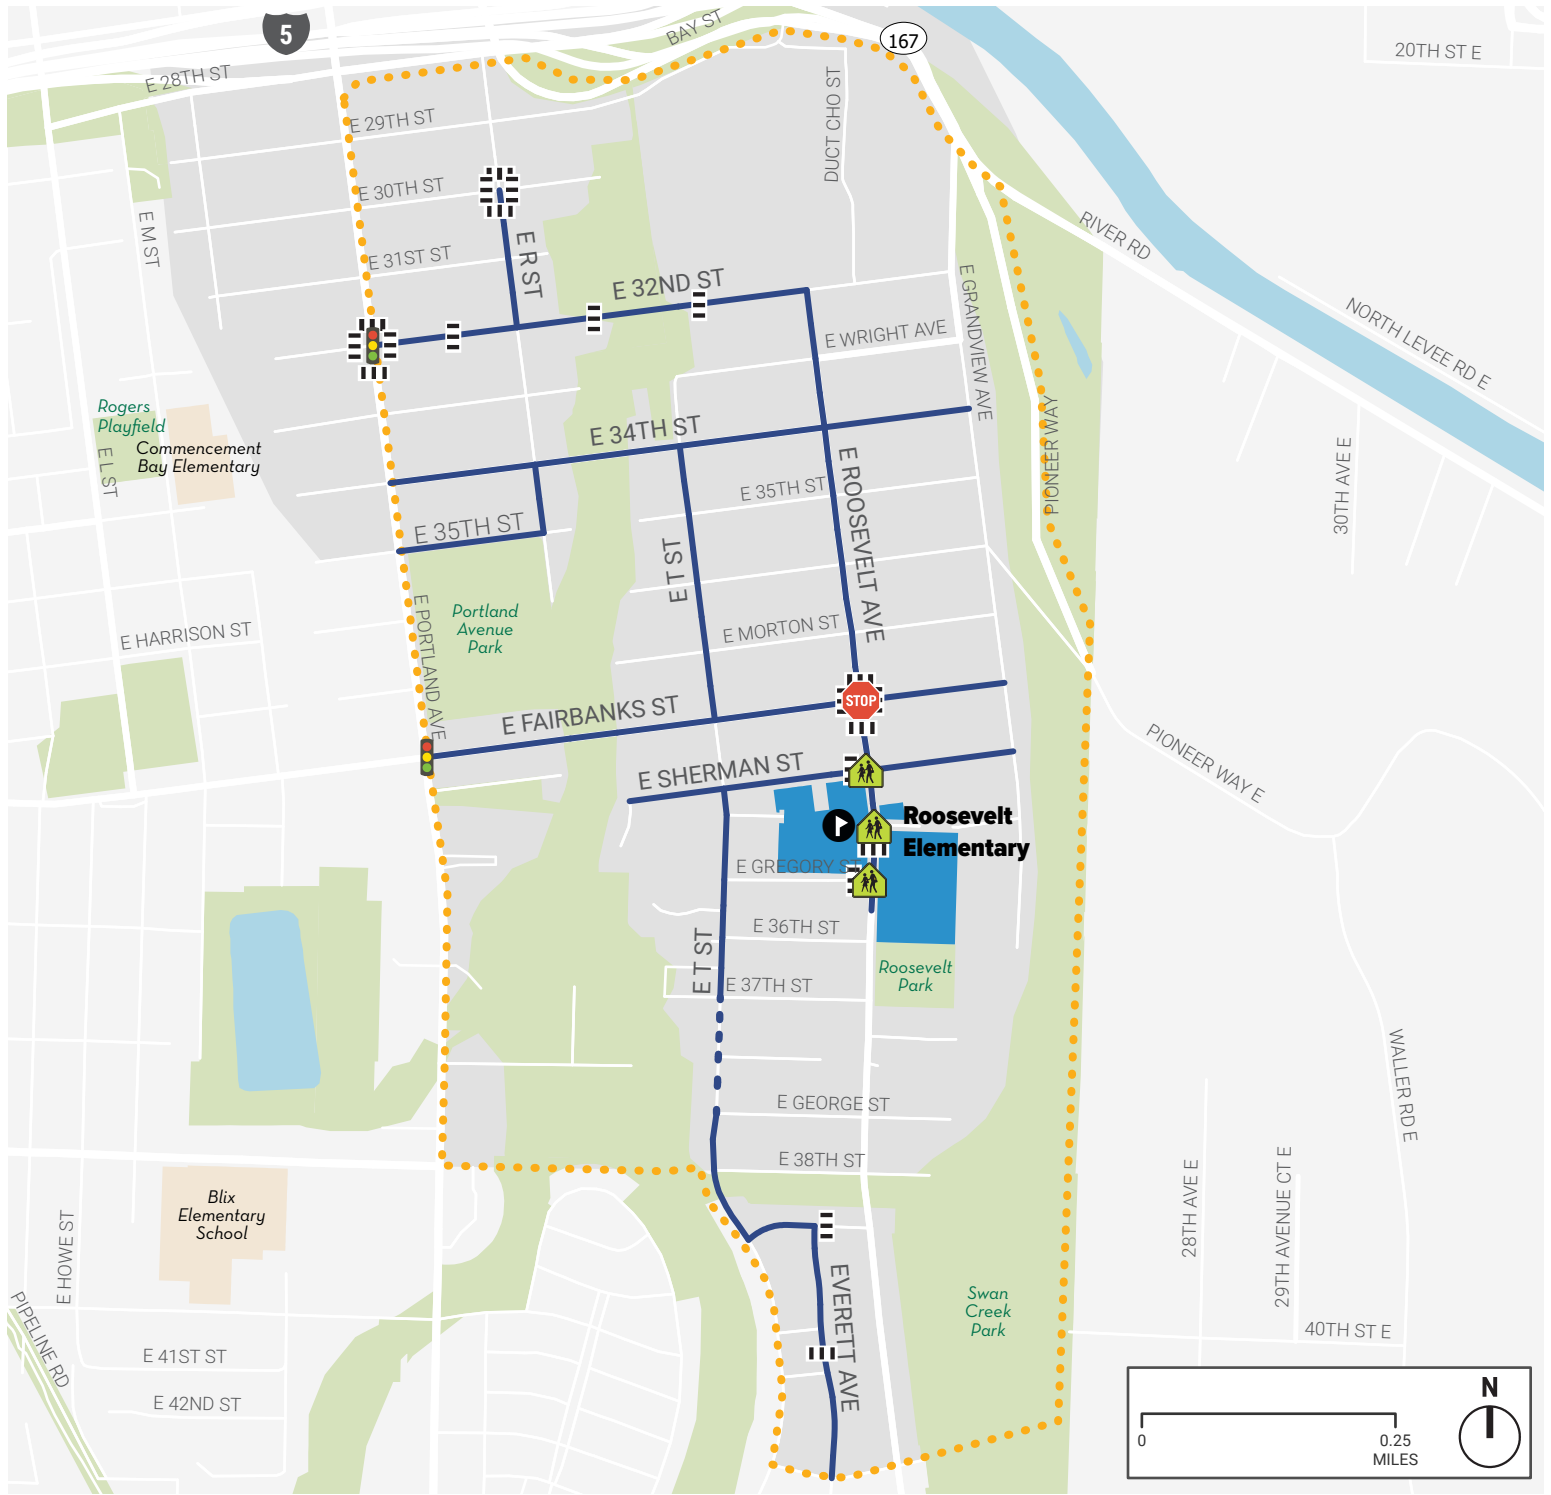 5
E 28TH ST
BAY ST
167
20TH ST E
E 29TH ST
DUCT CHO ST
E 30TH ST
E M ST
E R ST
E 31ST ST
RIVER RD
E 32ND ST
E GRANDVIEW AVE
E WRIGHT AVE
NORTH LEVEE RD E
Rogers
Playfield
Commencement
Bay Elementary
E L ST
E 34TH ST
PIONEER WAY
30TH AVE E
E 35TH ST
E ROOSEVELT AVE
E 35TH ST
E T ST
E PORTLAND AVE
Portland
Avenue
Park
E HARRISON ST
E MORTON ST
STOP
E FAIRBANKS ST
PIONEER WAY E
E SHERMAN ST
Roosevelt
Elementary
E GREGORY ST
E 36TH ST
E T ST
Roosevelt
Park
E 37TH ST
WALLER RD E
E GEORGE ST
E 38TH ST
28TH AVE E
29TH AVENUE CT E
Blix
Elementary
School
E HOWE ST
EVERETT AVE
Swan
Creek
Park
PIPELINE RD
40TH ST E
E 41ST ST
E 42ND ST
N
0
0.25
MILES